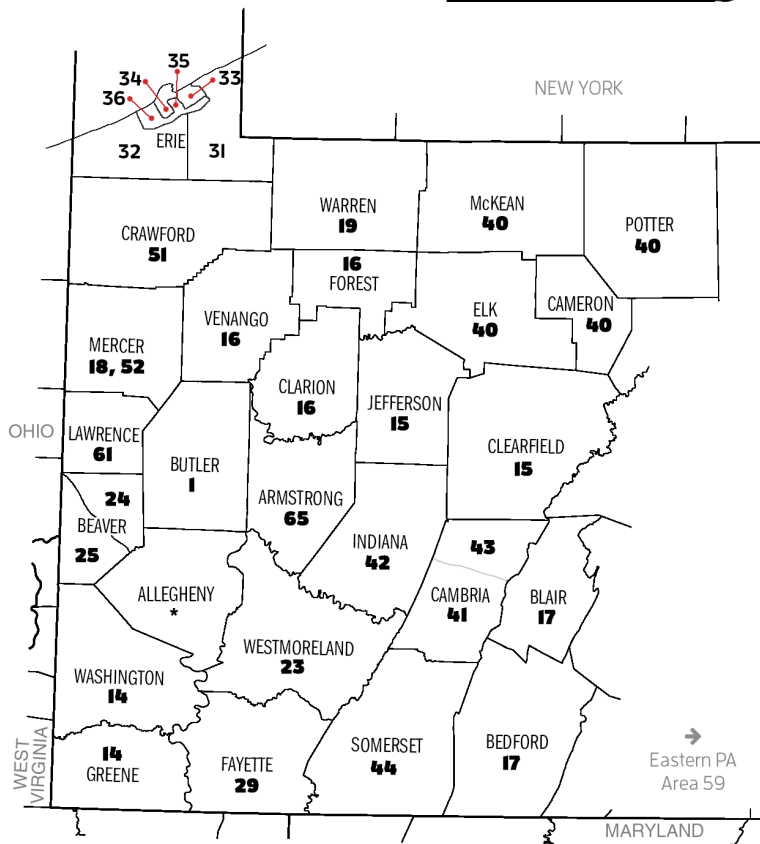 35
34
33
36
NEW YORK
ERIE
32
31
WARREN
19
McKEAN
40
POTTER
40
CRAWFORD
51
16
FOREST
VENANGO
16
ELK
40
CAMERON
40
MERCER
18, 52
CLARION
16
JEFFERSON
15
OHIO
LAWRENCE
61
BUTLER
1
CLEARFIELD
15
24
BEAVER
25
ARMSTRONG
65
INDIANA
42
43
CAMBRIA
41
BLAIR
17
ALLEGHENY
*
WESTMORELAND
23
WASHINGTON
14
WEST
VIRGINIA
14
GREENE
FAYETTE
29
SOMERSET
44
BEDFORD
17
→
Eastern PA
Area 59
MARYLAND